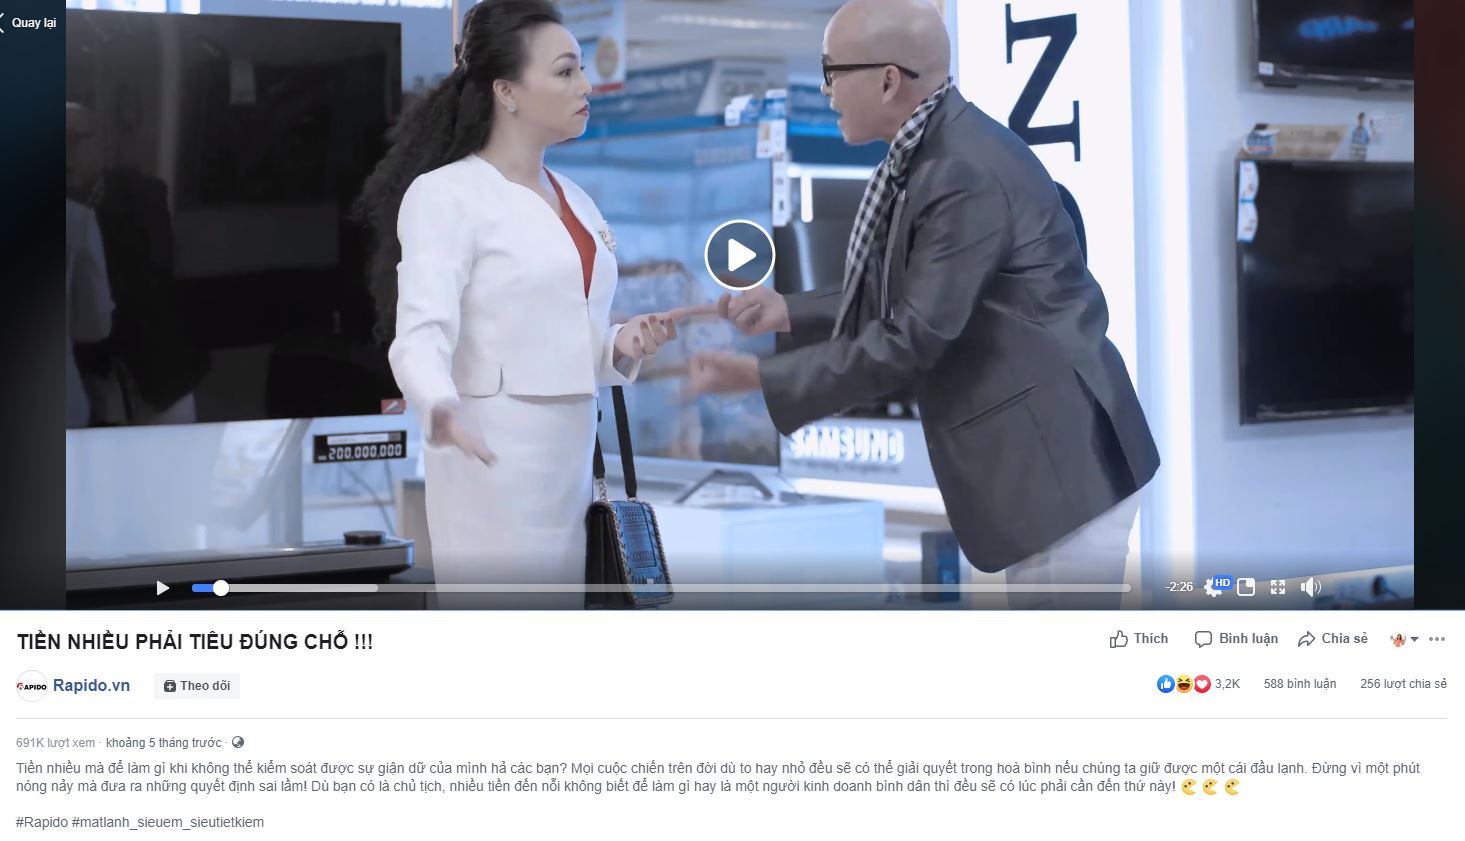 Quay lại
N
SAMSUNG
200,000,000
SAMSUNG
-2:26
HD
TIỀN NHIỀU PHẢI TIÊU ĐÚNG CHỖ !!!
Thích
Bình luận
Chia sẻ
RAPIDO
Rapido.vn
Theo dõi
3,2K
588 bình luận
256 lượt chia sẻ
691K lượt xem · khoảng 5 tháng trước ·
Tiền nhiều mà để làm gì khi không thể kiểm soát được sự giận dữ của mình hả các bạn? Mọi cuộc chiến trên đời dù to hay nhỏ đều sẽ có thể giải quyết trong hoà bình nếu chúng ta giữ được một cái đầu lạnh. Đừng vì một phút
nóng nảy mà đưa ra những quyết định sai lầm! Dù bạn có là chủ tịch, nhiều tiền đến nỗi không biết để làm gì hay là một người kinh doanh bình dân thì đều sẽ có lúc phải cần đến thứ này!
#Rapido #matlanh_sieuem_sieutietkiem